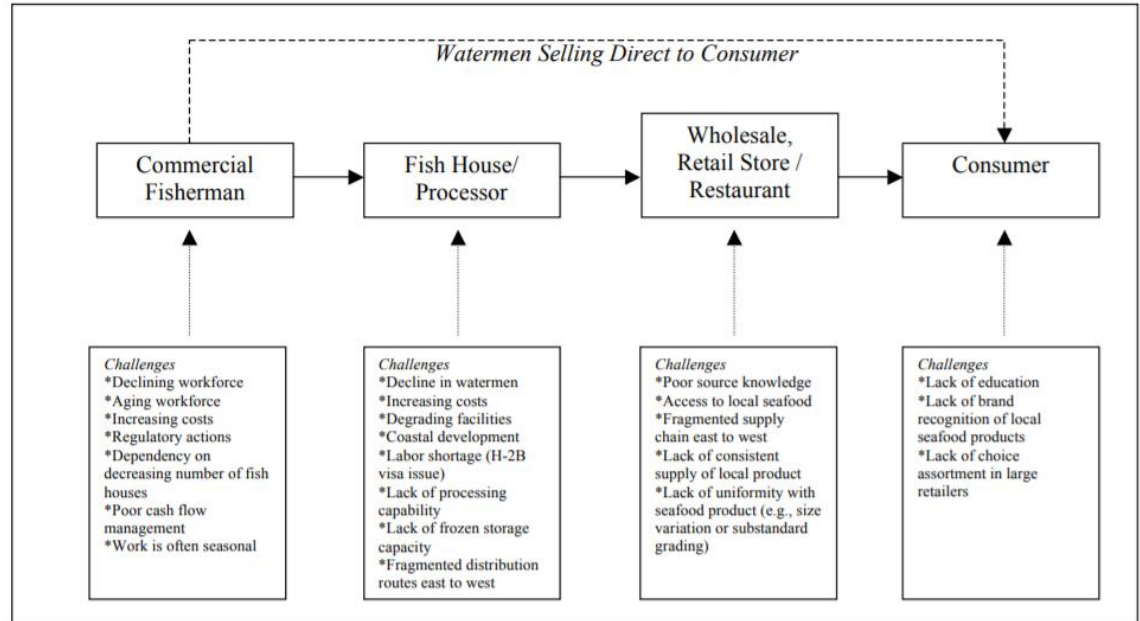 Watermen Selling Direct to Consumer
Commercial
Fisherman
Fish House/
Processor
Wholesale,
Retail Store /
Restaurant
Consumer
Challenges
*Declining workforce
*Aging workforce
*Increasing costs
*Regulatory actions
*Dependency on
decreasing number of fish
houses
*Poor cash flow
management
*Work is often seasonal
Challenges
*Decline in watermen
*Increasing costs
*Degrading facilities
*Coastal development
*Labor shortage (H-2B
visa issue)
*Lack of processing
capability
*Lack of frozen storage
capacity
*Fragmented distribution
routes east to west
Challenges
*Poor source knowledge
*Access to local seafood
*Fragmented supply
chain east to west
*Lack of consistent
supply of local product
*Lack of uniformity with
seafood product (e.g., size
variation or substandard
grading)
Challenges
*Lack of education
*Lack of brand
recognition of local
seafood products
*Lack of choice
assortment in large
retailers